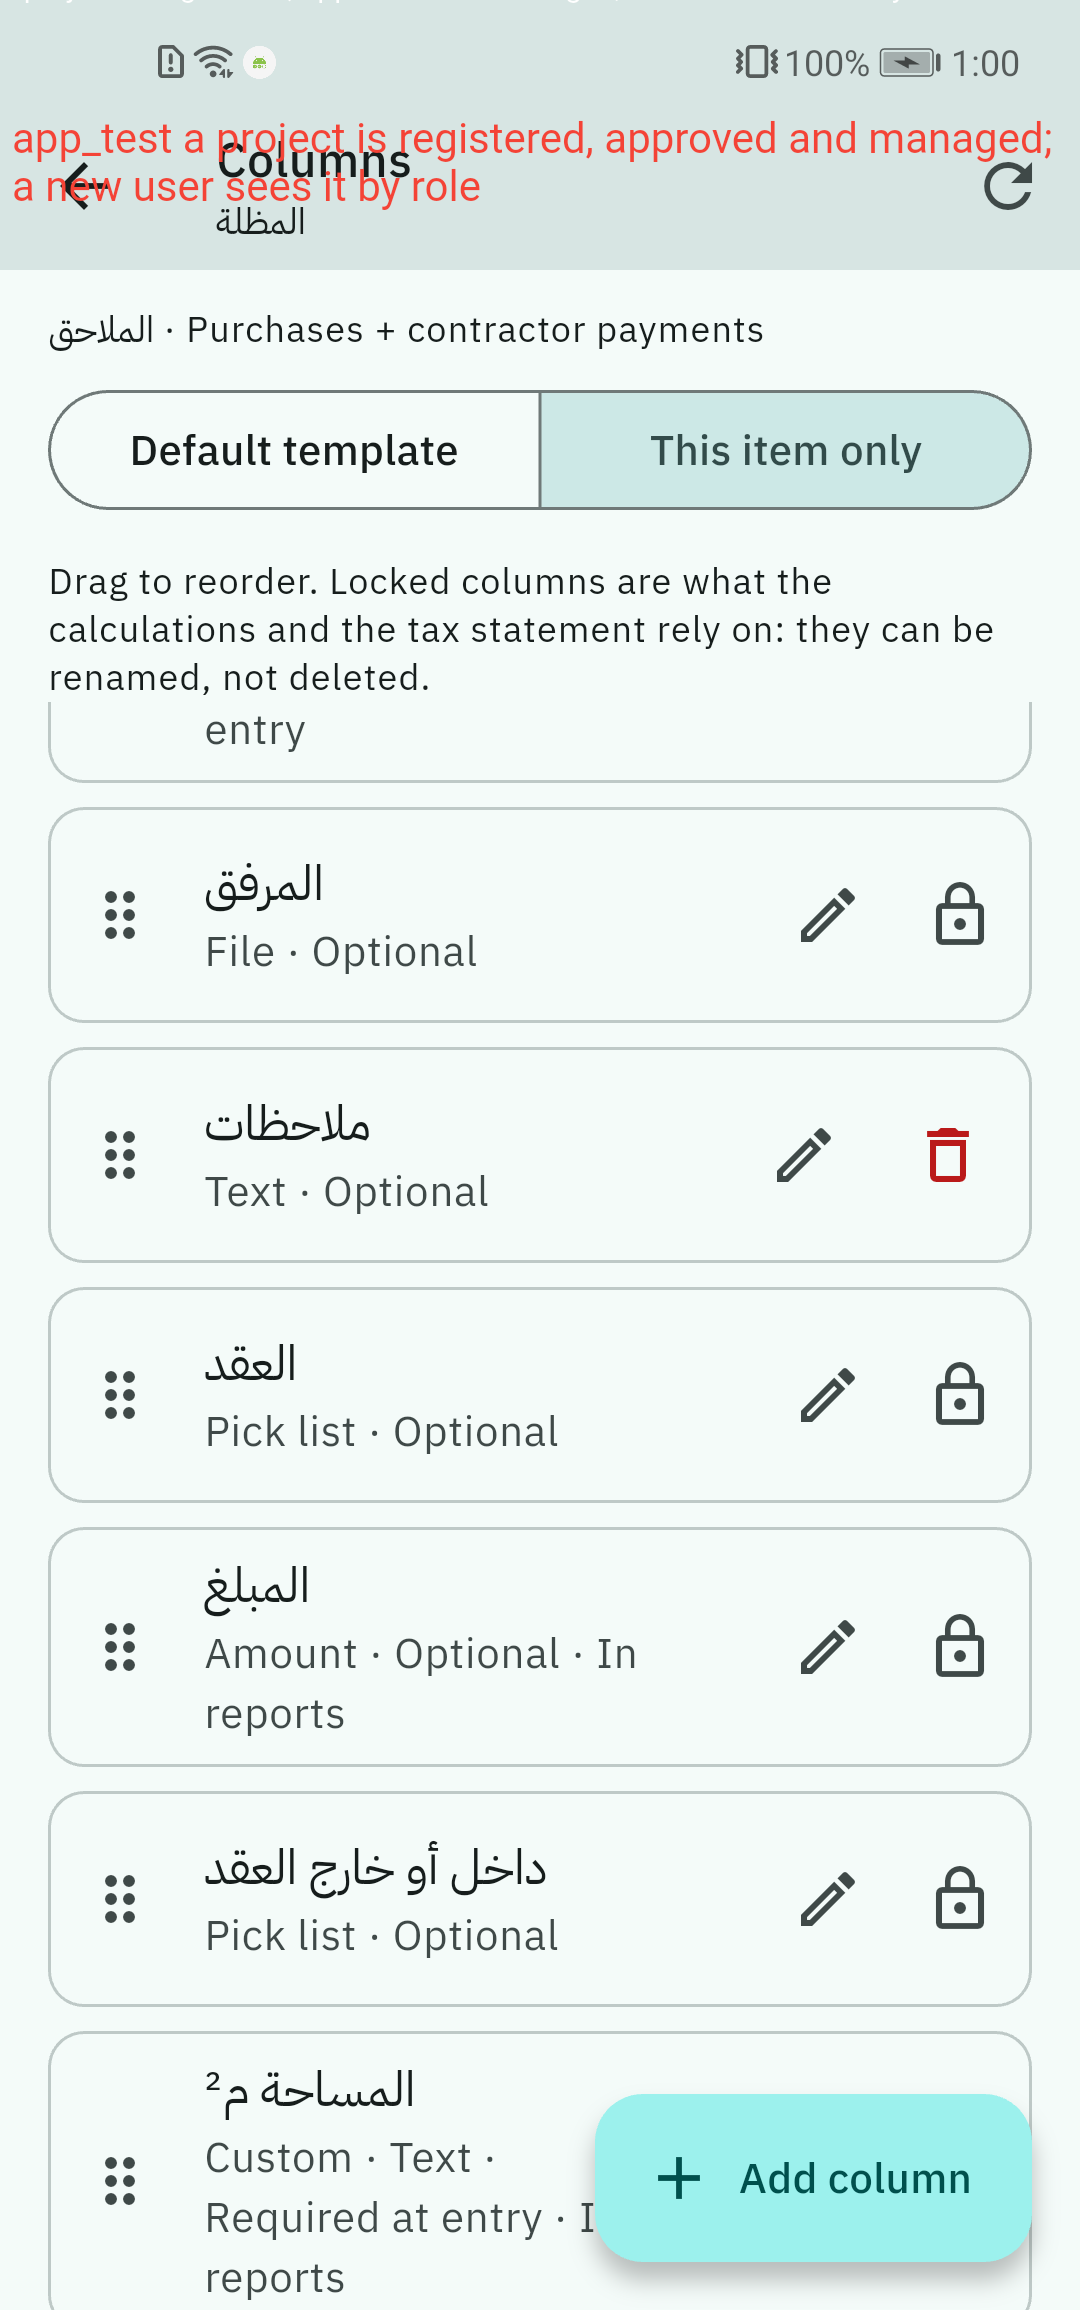 100% 1:00
app_test a project is registered, approved and managed;
a new user sees it by role
Columns
المظلة
الملاحق · Purchases + contractor payments
Default template
This item only
Drag to reorder. Locked columns are what the
calculations and the tax statement rely on: they can be
renamed, not deleted.
entry
المرفق
File · Optional
ملاحظات
Text · Optional
العقد
Pick list · Optional
المبلغ
Amount · Optional · In
reports
داخل أو خارج العقد
Pick list · Optional
المساحة م²
Custom · Text ·
Required at entry ·
reports
Add column